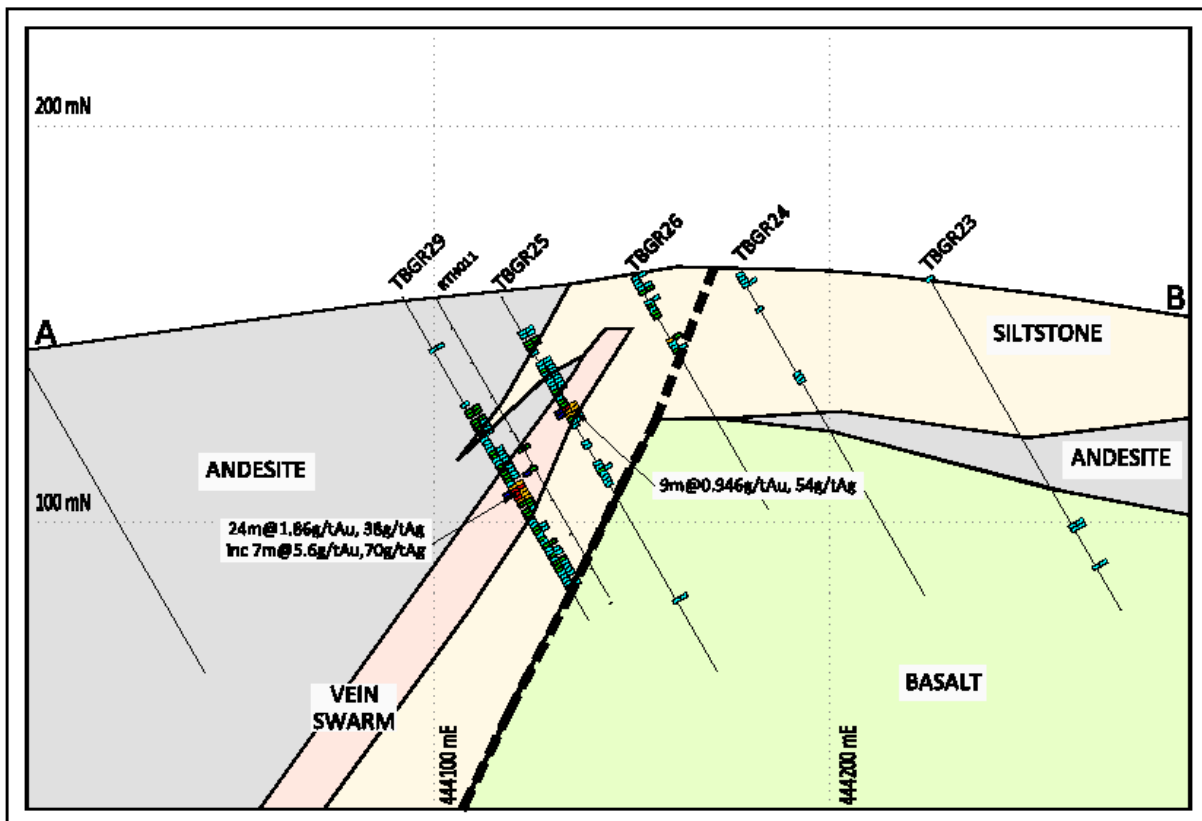 200 mN
TBGR29
RTH011
TBGR25
TBGR26
TBGR24
TBGR23
A
B
SILTSTONE
ANDESITE
ANDESITE
9m@0.946g/tAu, 54g/tAg
100 mN
24m@1.86g/tAu, 38g/tAg
Inc 7m@5.6g/tAu,70g/tAg
BASALT
VEIN
SWARM
444100 mE
444200 mE